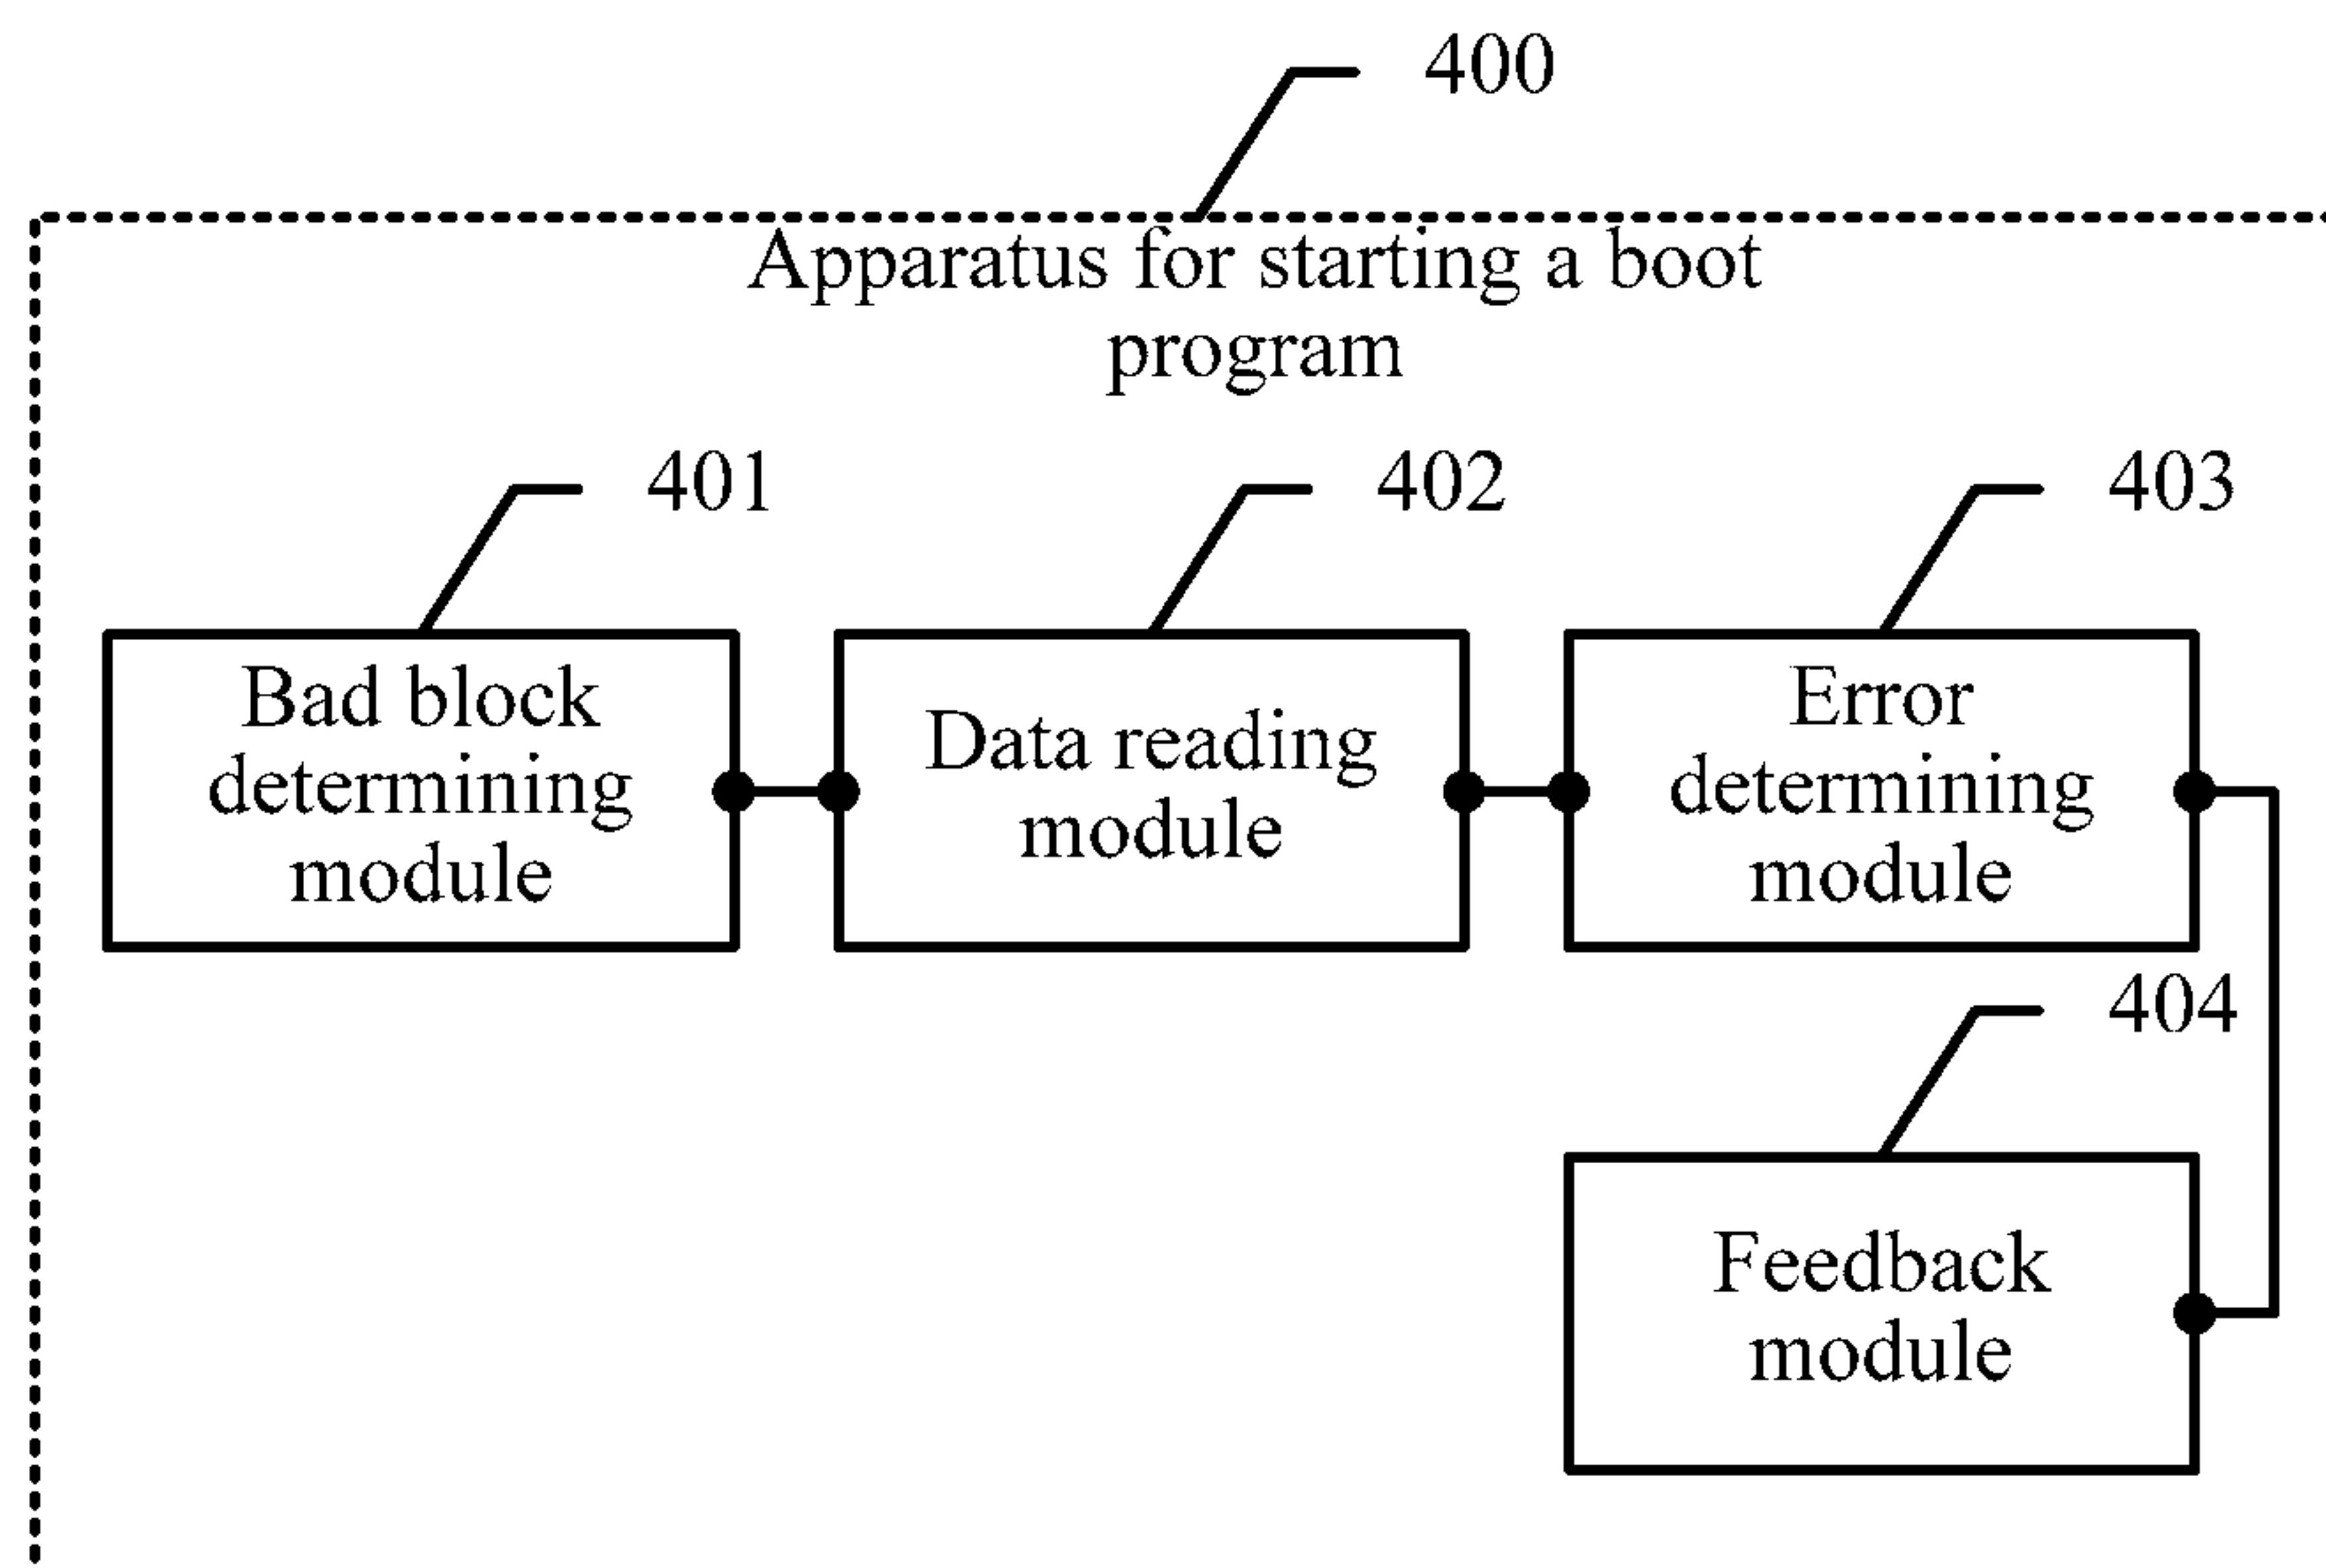 400
Apparatus for starting a boot
program
401
402
403
Bad block
determining
module
Data reading
module
Error
determining
module
404
Feedback
module